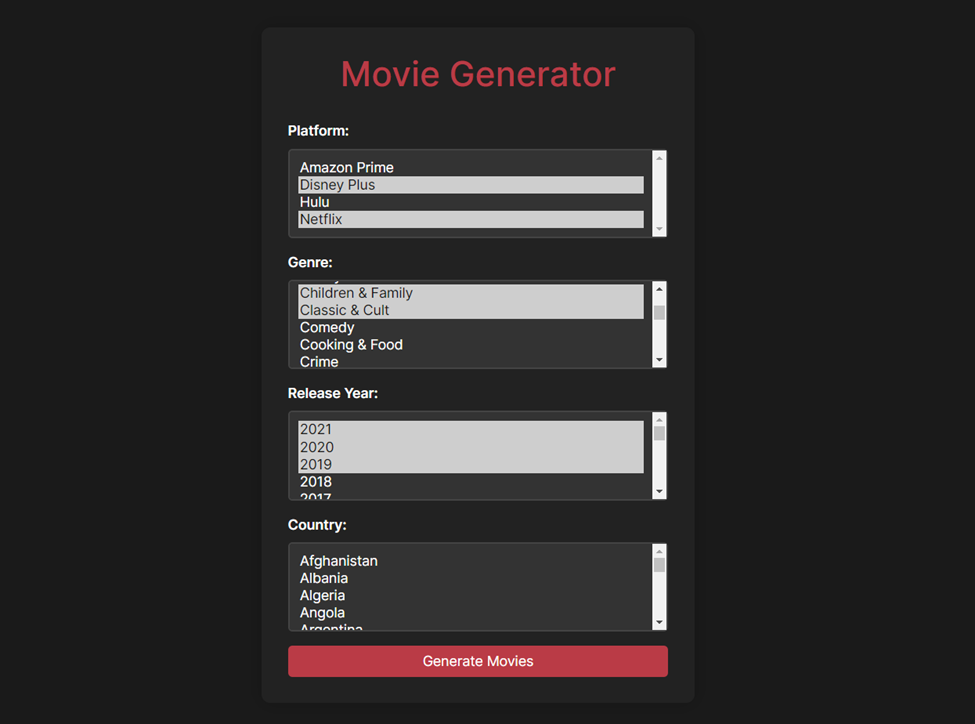 Movie Generator
Platform:
Amazon Prime
Disney Plus
Hulu
Netflix
Genre:
Children & Family
Classic & Cult
Comedy
Cooking & Food
Crime
Release Year:
2021
2020
2019
2018
2017
Country:
Afghanistan
Albania
Algeria
Angola
Argentina
Generate Movies